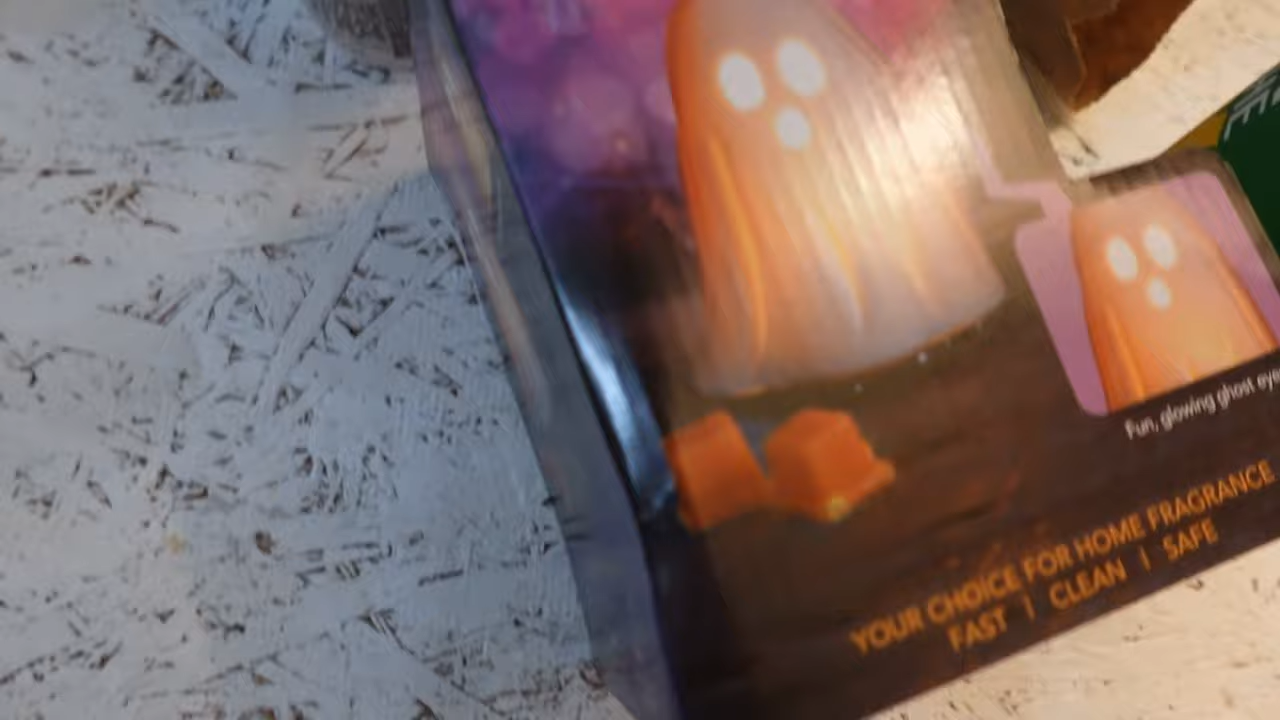 Fun, glowing ghost eye
YOUR CHOICE FOR HOME FRAGRANCE
FAST | CLEAN | SAFE